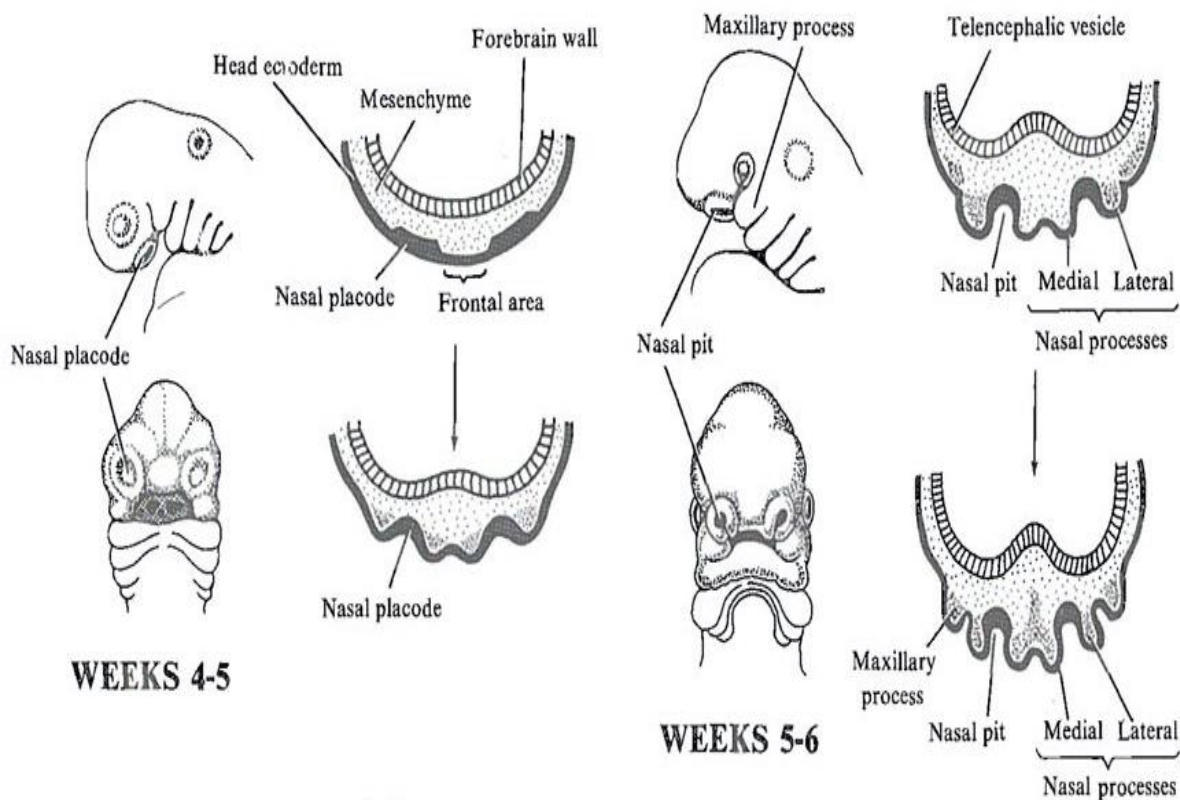 Head ectoderm
Forebrain wall
Mesenchyme
Nasal placode
Frontal area
Nasal placode
Nasal placode
WEEKS 4-5
Maxillary process
Telencephalic vesicle
Nasal pit
Medial
Lateral
Nasal processes
Nasal pit
Maxillary
process
Nasal pit
Medial
Lateral
Nasal processes
WEEKS 5-6